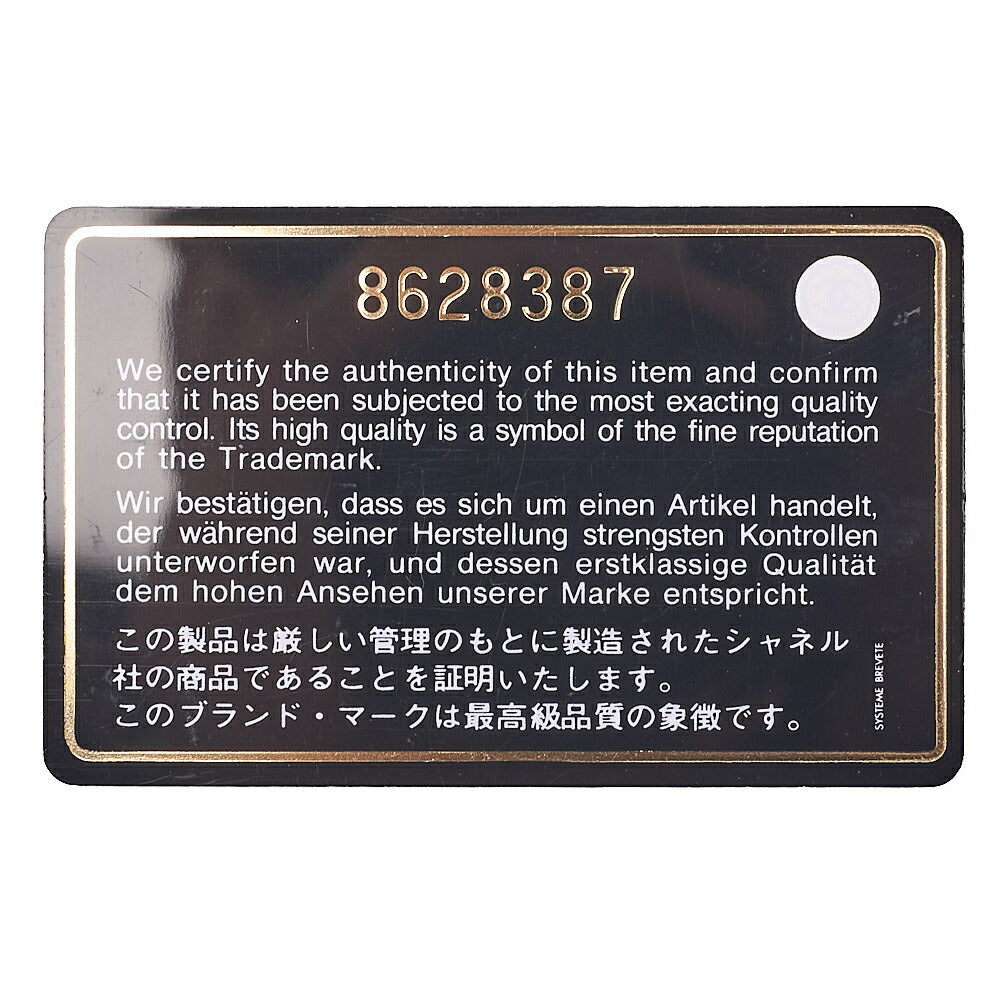 8628387
We certify the authenticity of this item and confirm
that it has been subjected to the most exacting quality
control. Its high quality is a symbol of the fine reputation
of the Trademark.
Wir bestätigen, dass es sich um einen Artikel handelt,
der während seiner Herstellung strengsten Kontrollen
unterworfen war, und dessen erstklassige Qualität
dem hohen Ansehen unserer Marke entspricht.
この製品は厳しい管理のもとに製造されたシャネル
社の商品であることを証明いたします。
このブランド・マークは最高級品質の象徴です。
SYSTEME BREVETE